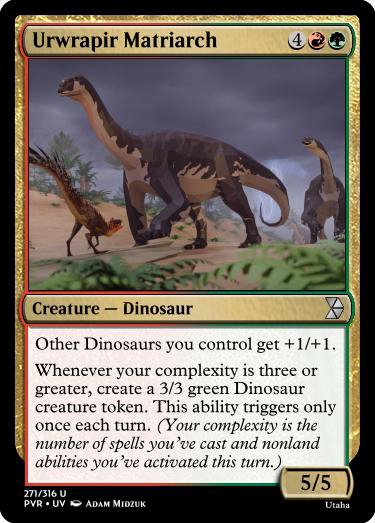 Urwrapir Matriarch 4
Creature — Dinosaur
Other Dinosaurs you control get +1/+1.
Whenever your complexity is three or
greater, create a 3/3 green Dinosaur
creature token. This ability triggers only
once each turn. (Your complexity is the
number of spells you've cast and nonland
abilities you've activated this turn.)
5/5
271/316 U
PVR • UV Adam Midzuk
Utaha